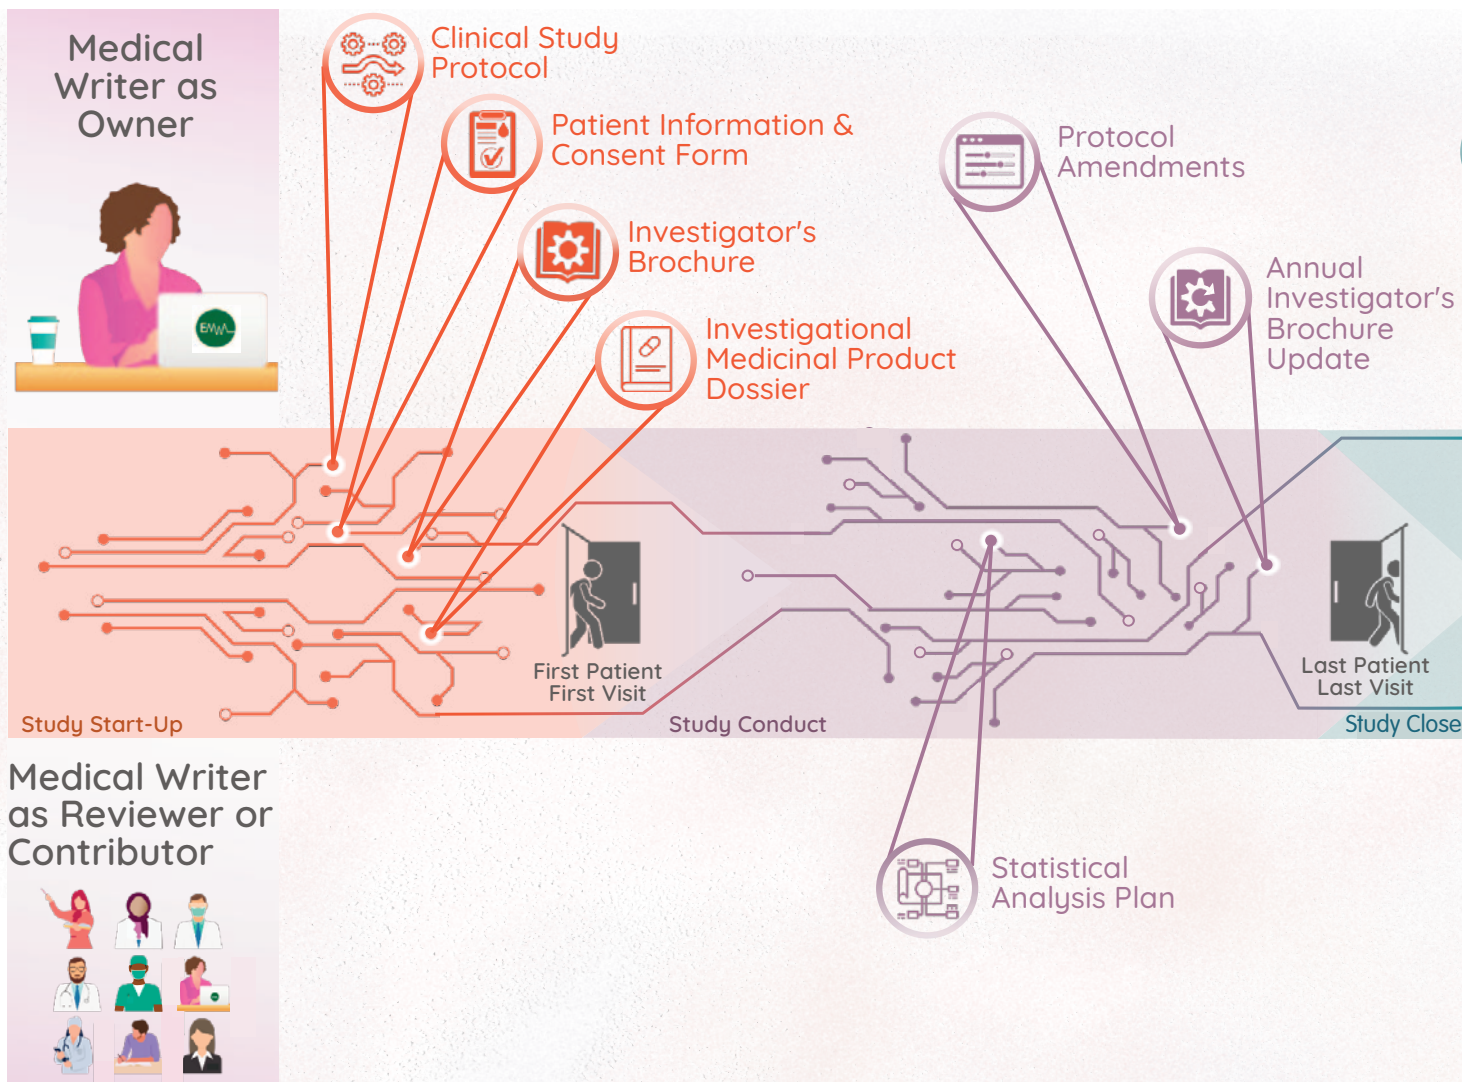 Medical
Writer as
Owner
Clinical Study
Protocol
Patient Information &
Consent Form
Investigator's
Brochure
Investigational
Medicinal Product
Dossier
Protocol
Amendments
Annual
Investigator's
Brochure
Update
EMWA
First Patient
First Visit
Last Patient
Last Visit
Study Start-Up
Study Conduct
Study Close
Medical Writer
as Reviewer or
Contributor
Statistical
Analysis Plan